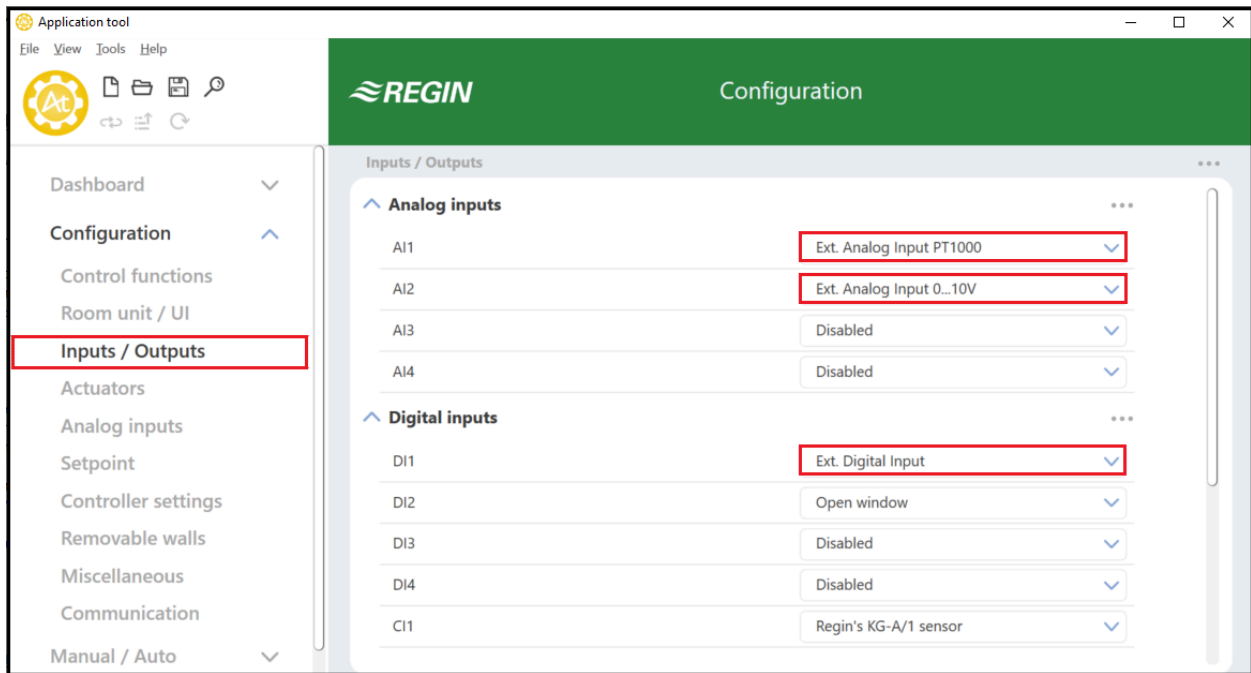 Application tool
File View Tools Help
At
REGIN
Configuration
Dashboard
Configuration
Control functions
Room unit / UI
Inputs / Outputs
Actuators
Analog inputs
Setpoint
Controller settings
Removable walls
Miscellaneous
Communication
Manual / Auto
Inputs / Outputs
Analog inputs
AI1 Ext. Analog Input PT1000
AI2 Ext. Analog Input 0...10V
AI3 Disabled
AI4 Disabled
Digital inputs
DI1 Ext. Digital Input
DI2 Open window
DI3 Disabled
DI4 Disabled
CI1 Regin's KG-A/1 sensor